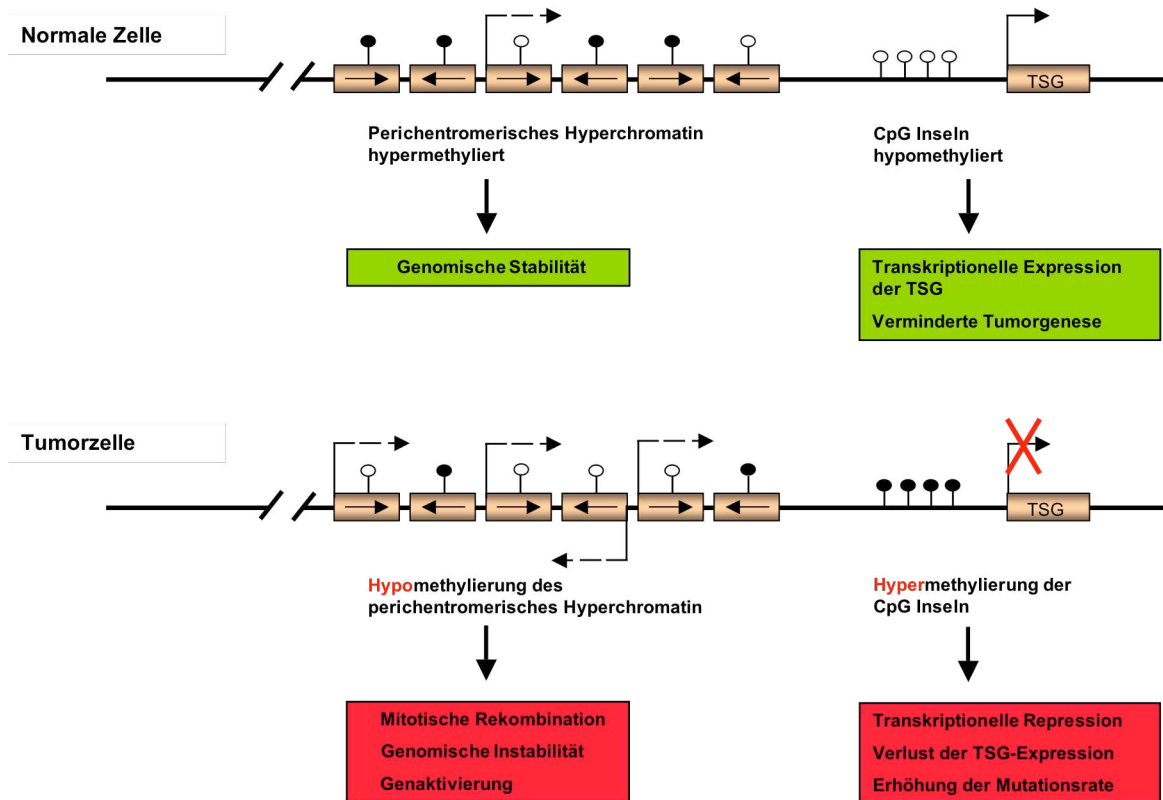 Normale Zelle
TSG
Perichentromerisches Hyperchromatin
hypermethyliert
CpG Inseln
hypomethyliert
Genomische Stabilität
Transkriptionelle Expression
der TSG
Verminderte Tumorgenese
Tumorzelle
TSG
Hypomethylierung des
perichentromerisches Hyperchromatin
Hypermethylierung der
CpG Inseln
Mitotische Rekombination
Genomische Instabilität
Genaktivierung
Transkriptionelle Repression
Verlust der TSG-Expression
Erhöhung der Mutationsrate